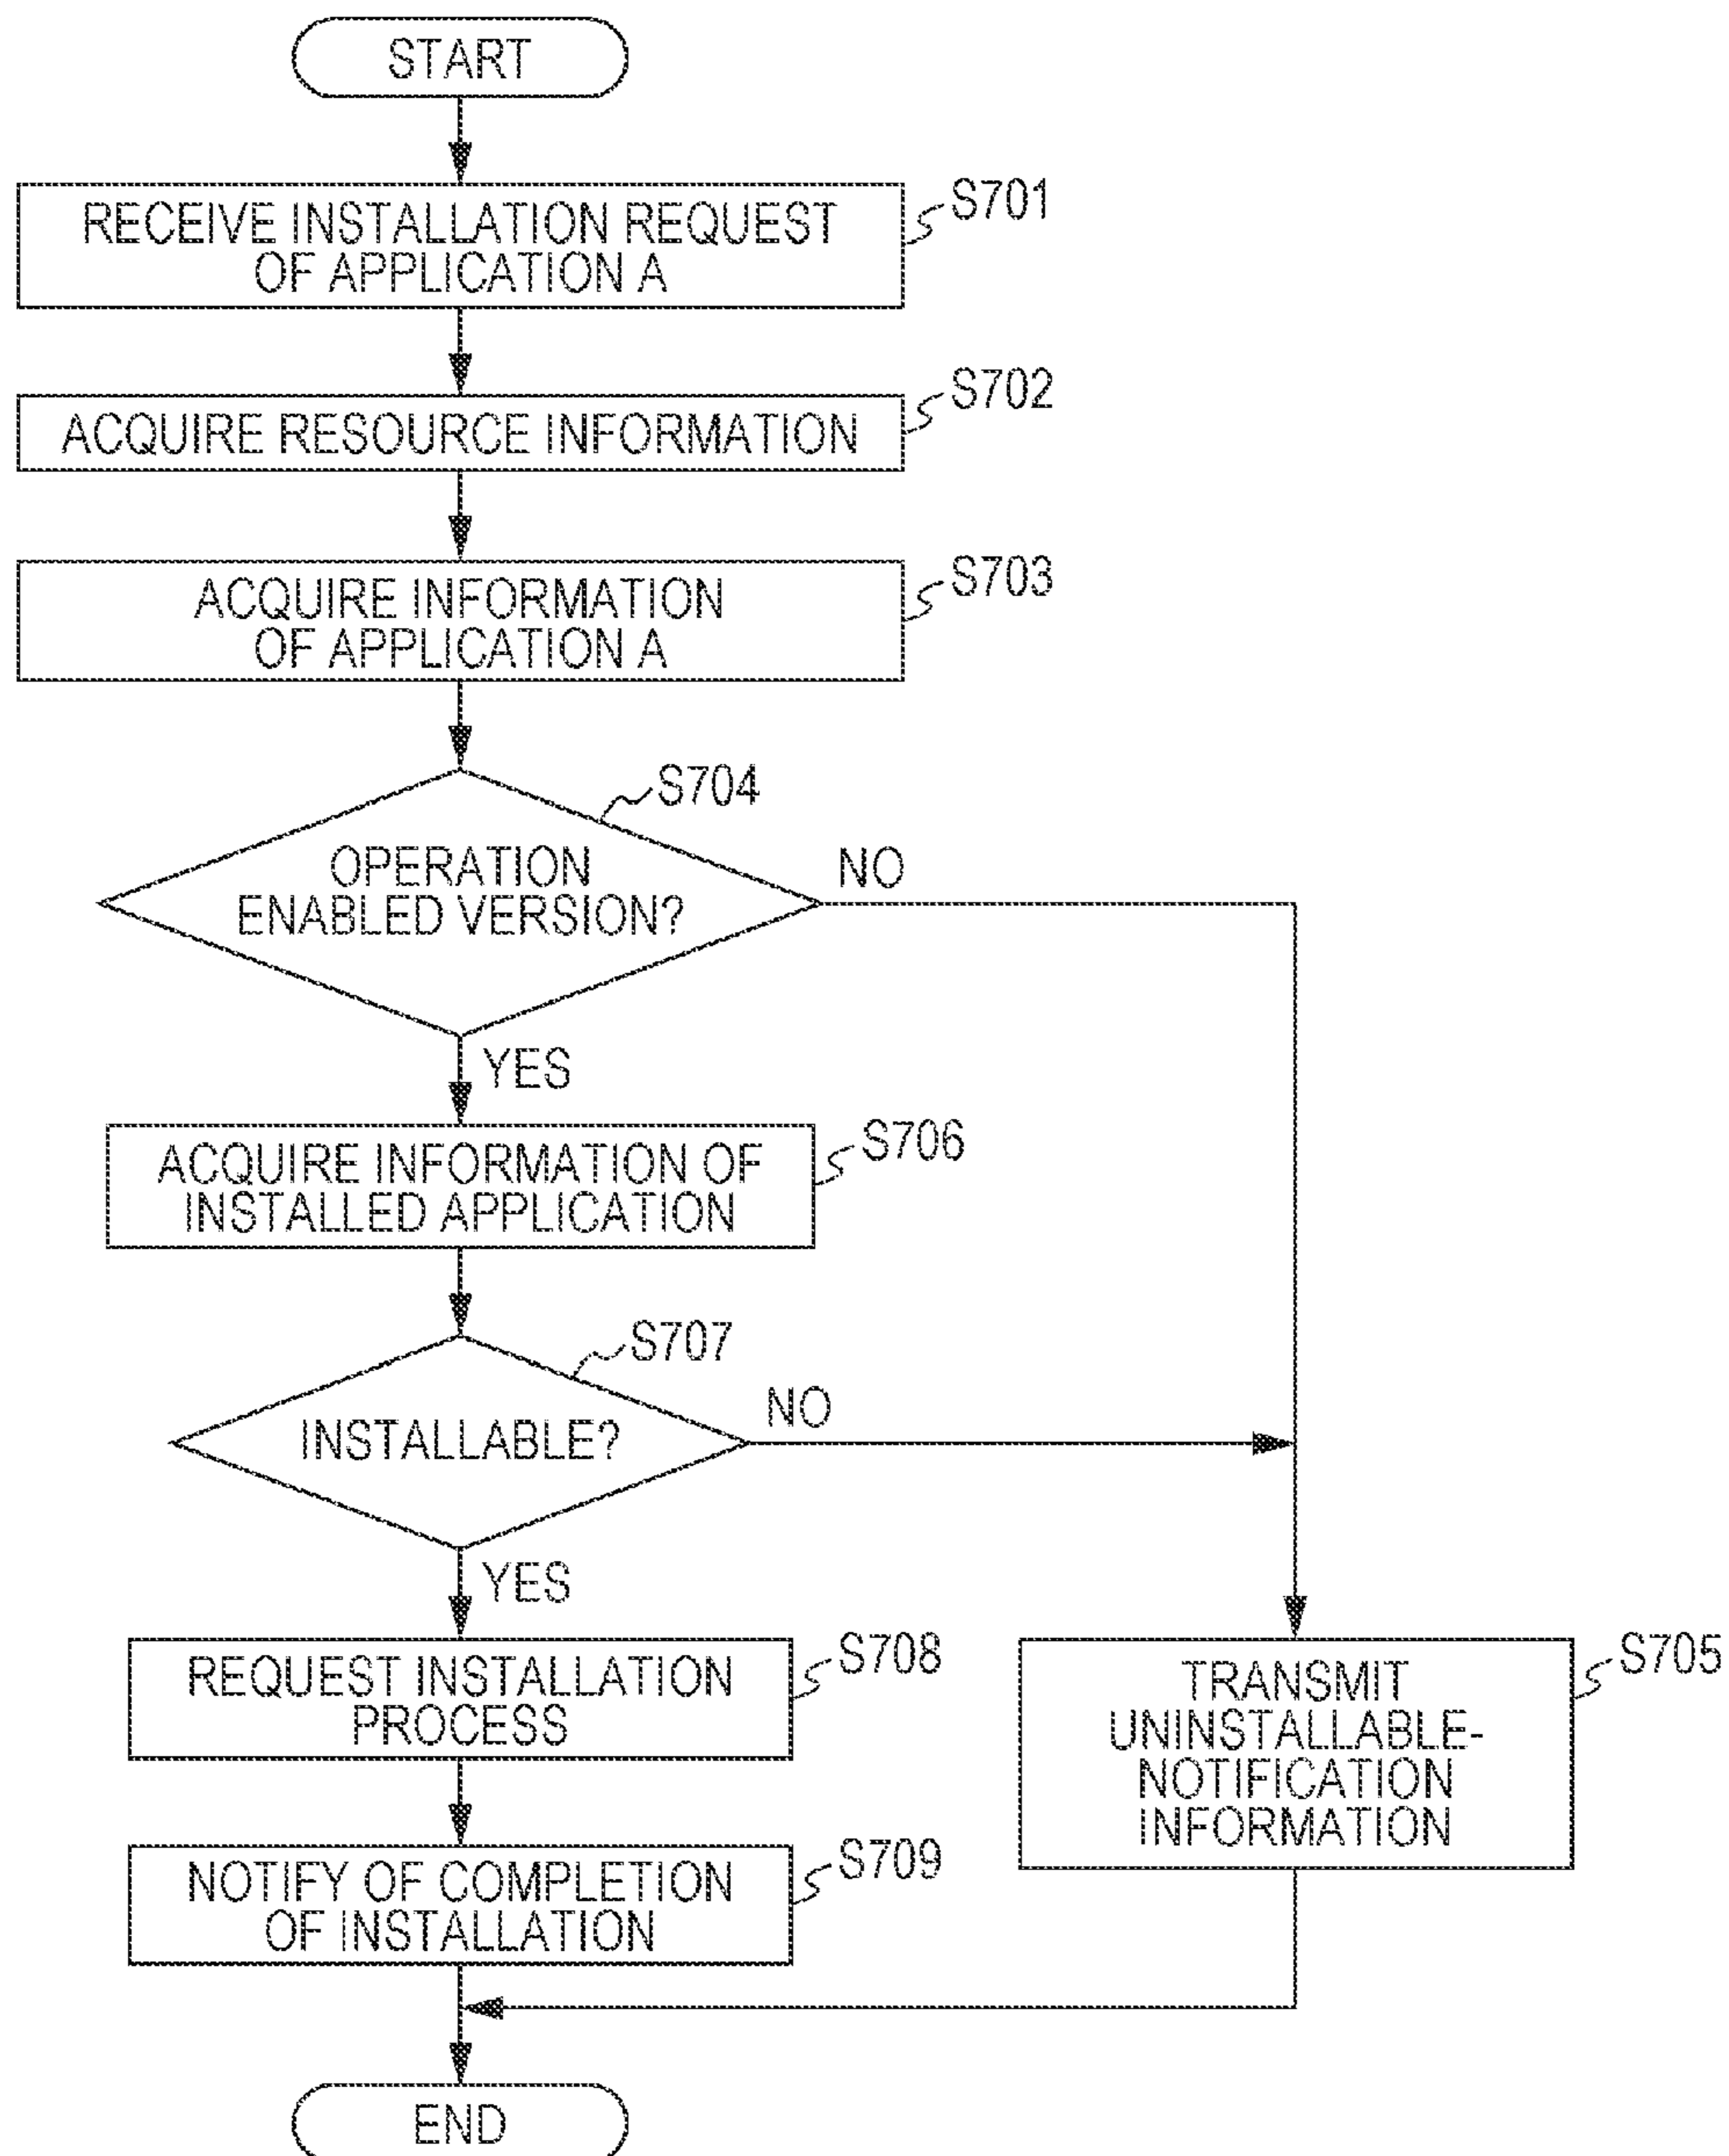 START
RECEIVE INSTALLATION REQUEST
OF APPLICATION A
S701
ACQUIRE RESOURCE INFORMATION
S702
ACQUIRE INFORMATION
OF APPLICATION A
S703
S704
OPERATION
ENABLED VERSION?
NO
YES
ACQUIRE INFORMATION OF
INSTALLED APPLICATION
S706
S707
INSTALLABLE?
NO
YES
REQUEST INSTALLATION
PROCESS
S708
TRANSMIT
UNINSTALLABLE-
NOTIFICATION
INFORMATION
S705
NOTIFY OF COMPLETION
OF INSTALLATION
S709
END